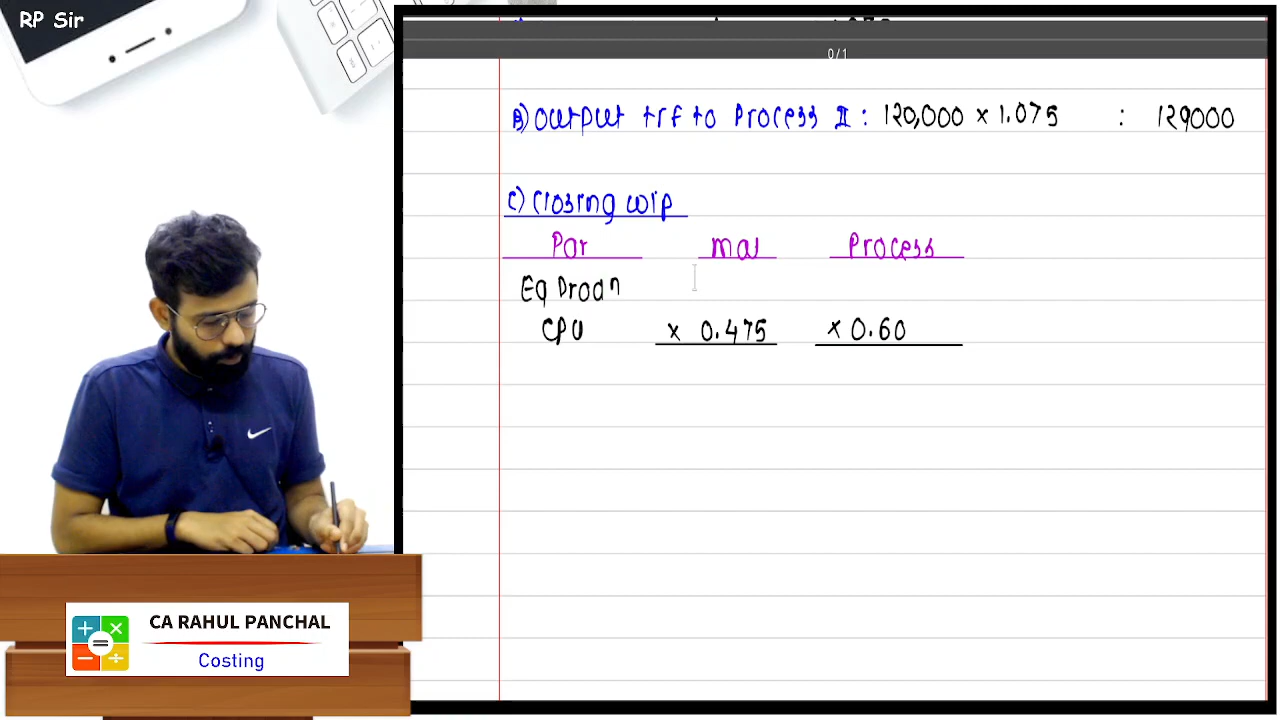 RP Sir
0/1
B) Output trf to Process II : 120,000 × 1.075 : 129000
C) Closing WIP
Par Mat Process
Eq Prodn
CPU × 0.475 × 0.60
CA RAHUL PANCHAL
Costing